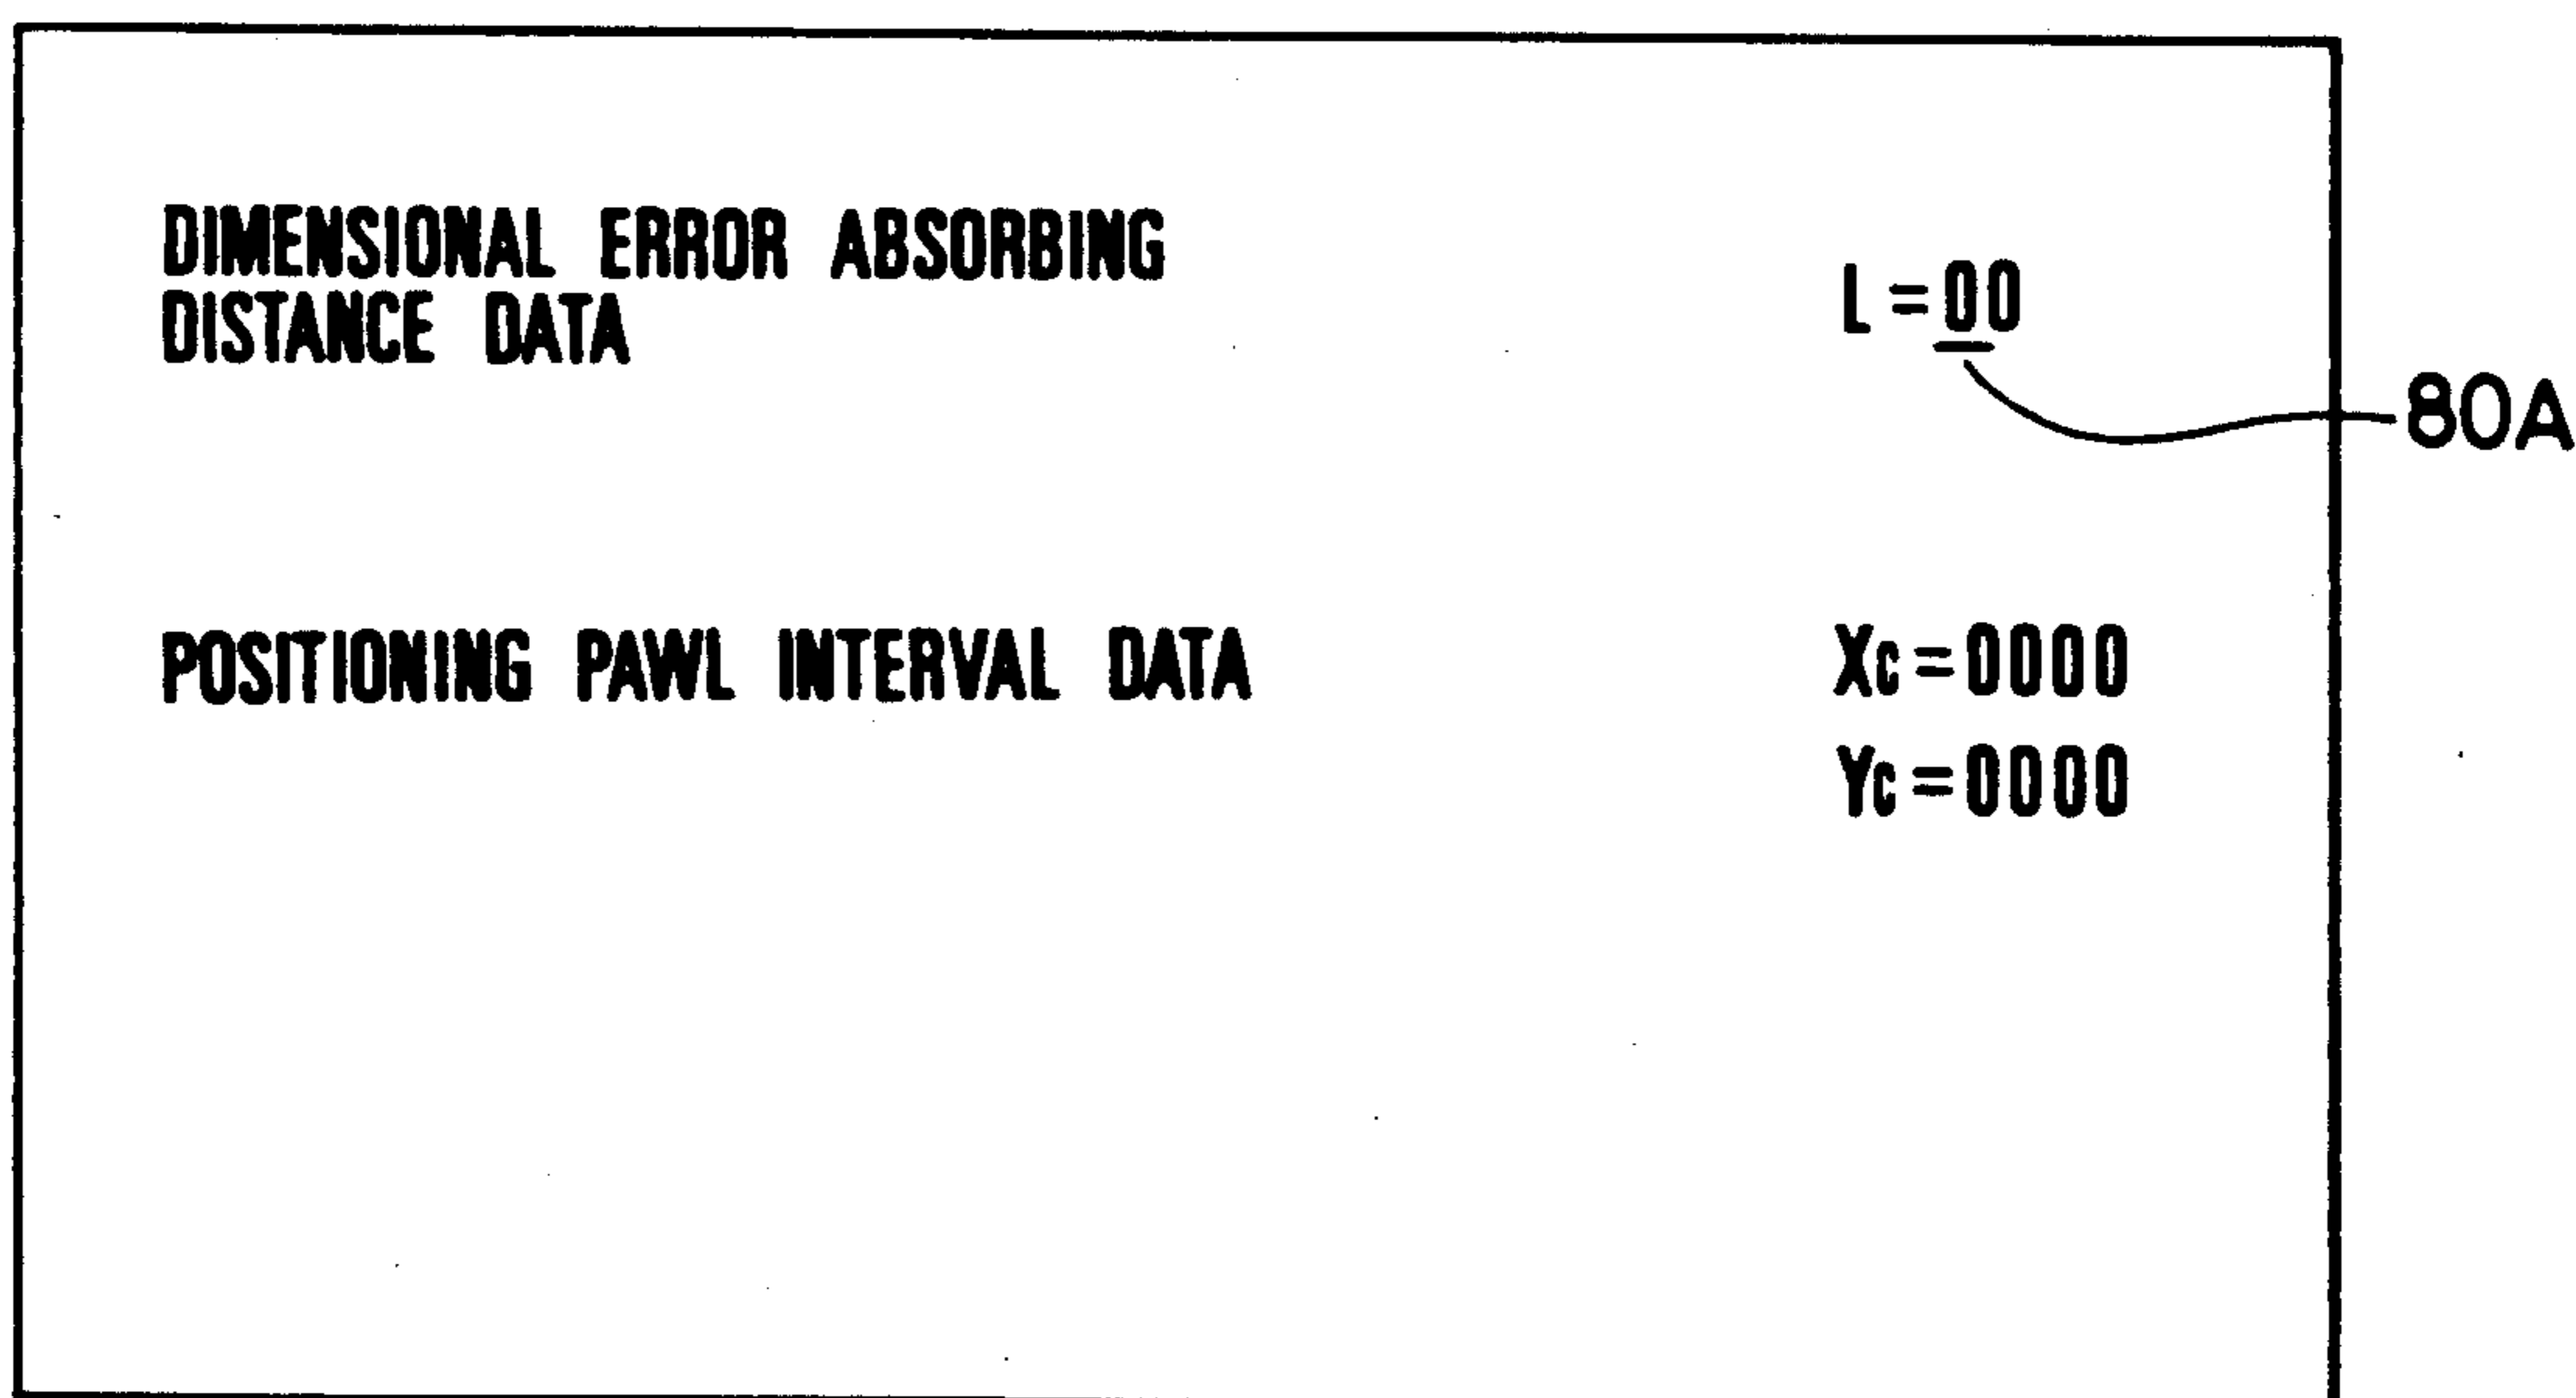 DIMENSIONAL ERROR ABSORBING
DISTANCE DATA
L=00
80A
POSITIONING PAWL INTERVAL DATA
Xc=0000
Yc=0000